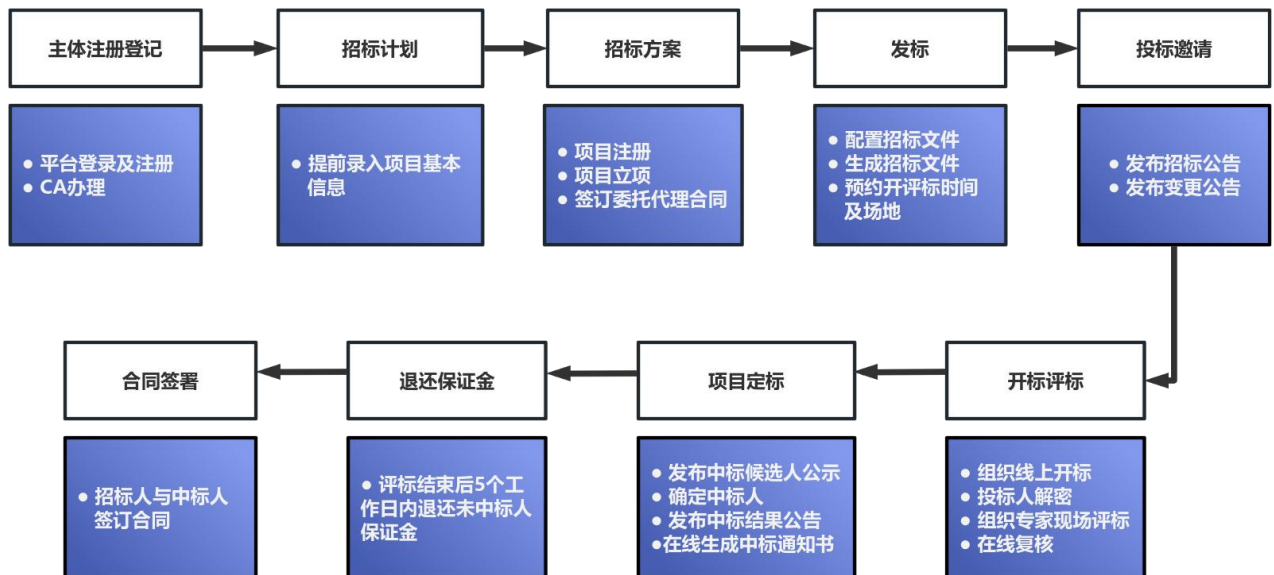 主体注册登记
招标计划
招标方案
发标
投标邀请
● 平台登录及注册
● CA办理
● 提前录入项目基本
信息
● 项目注册
● 项目立项
● 签订委托代理合同
● 配置招标文件
● 生成招标文件
● 预约开评标时间
及场地
● 发布招标公告
● 发布变更公告
合同签署
退还保证金
项目定标
开标评标
● 招标人与中标人
签订合同
● 评标结束后5个工
作日内退还未中标人
保证金
● 发布中标候选人公示
● 确定中标人
● 发布中标结果公告
●在线生成中标通知书
● 组织线上开标
● 投标人解密
● 组织专家现场评标
● 在线复核